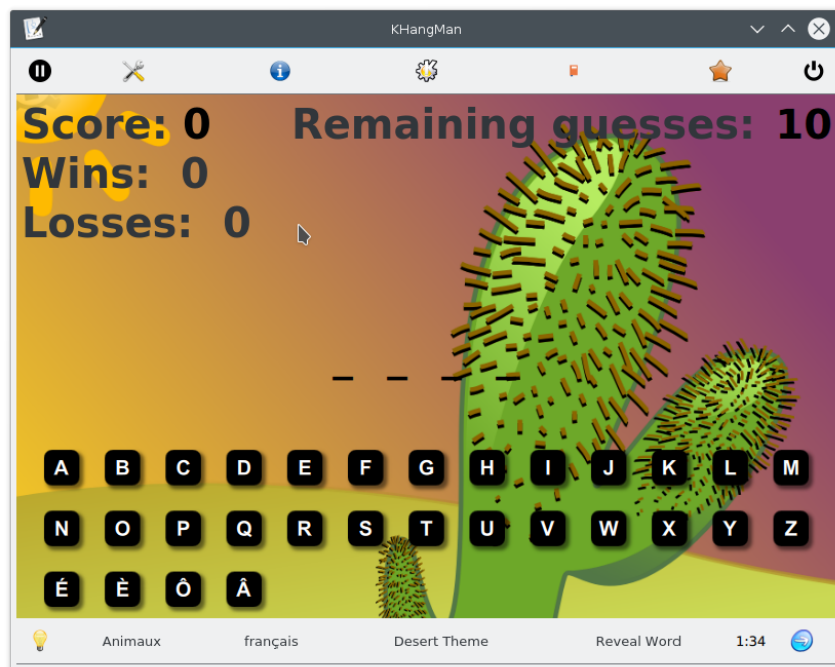 KHangMan
Score: 0 Remaining guesses: 10
Wins: 0
Losses: 0
_ _ _ _
A B C D E F G H I J K L M
N O P Q R S T U V W X Y Z
É È Ô Â
Animaux français Desert Theme Reveal Word 1:34